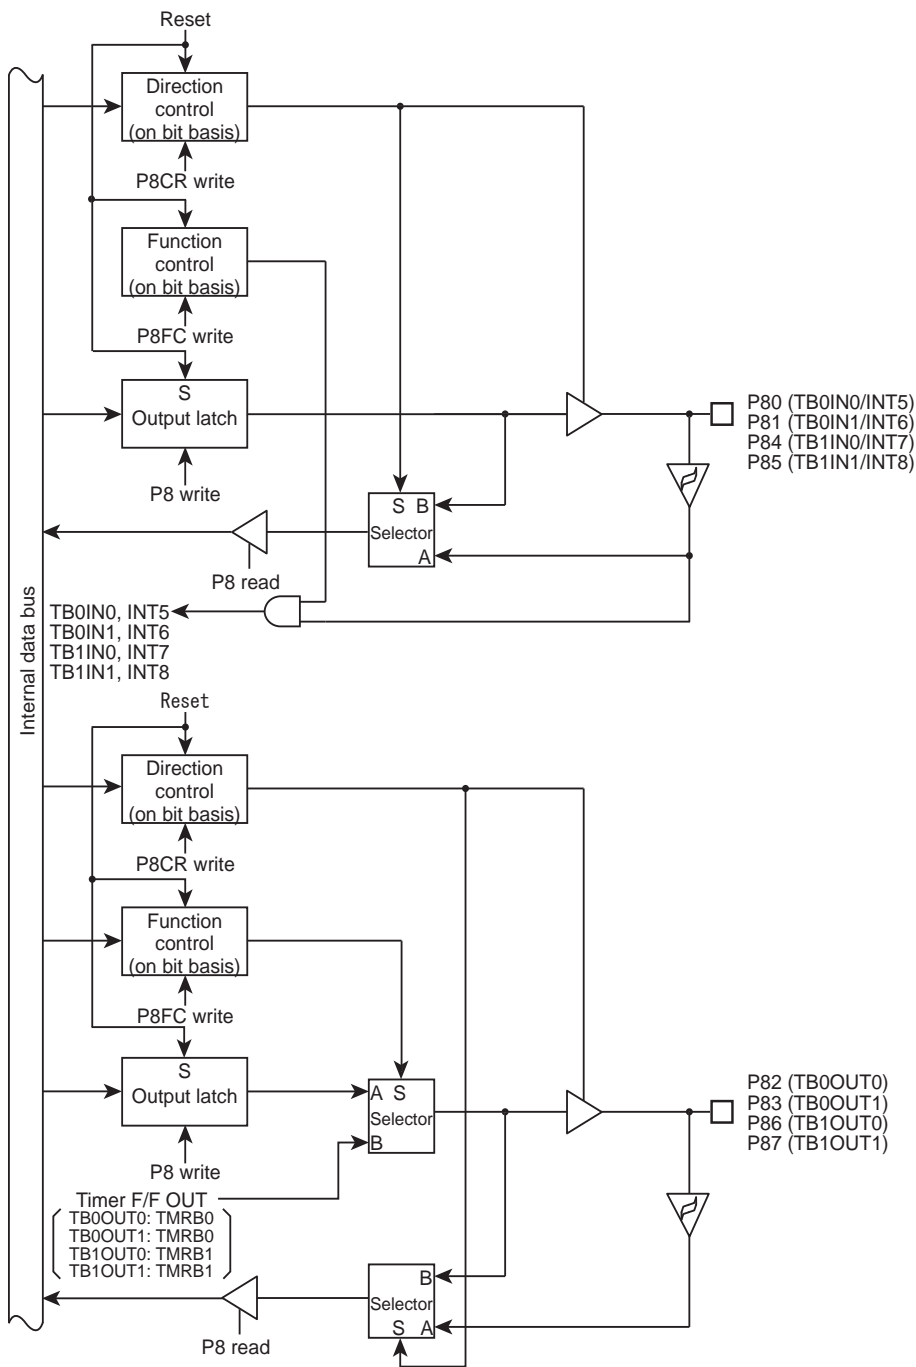 Reset
Direction
control
(on bit basis)
P8CR write
Function
control
(on bit basis)
P8FC write
S
Output latch
P8 write
P80 (TB0IN0/INT5)
P81 (TB0IN1/INT6)
P84 (TB1IN0/INT7)
P85 (TB1IN1/INT8)
S B
Selector
A
P8 read
TB0IN0, INT5
TB0IN1, INT6
TB1IN0, INT7
TB1IN1, INT8
Internal data bus
Reset
Direction
control
(on bit basis)
P8CR write
Function
control
(on bit basis)
P8FC write
S
Output latch
P8 write
A S
Selector
B
P82 (TB0OUT0)
P83 (TB0OUT1)
P86 (TB1OUT0)
P87 (TB1OUT1)
Timer F/F OUT
TB0OUT0: TMRB0
TB0OUT1: TMRB0
TB1OUT0: TMRB1
TB1OUT1: TMRB1
B
Selector
S A
P8 read